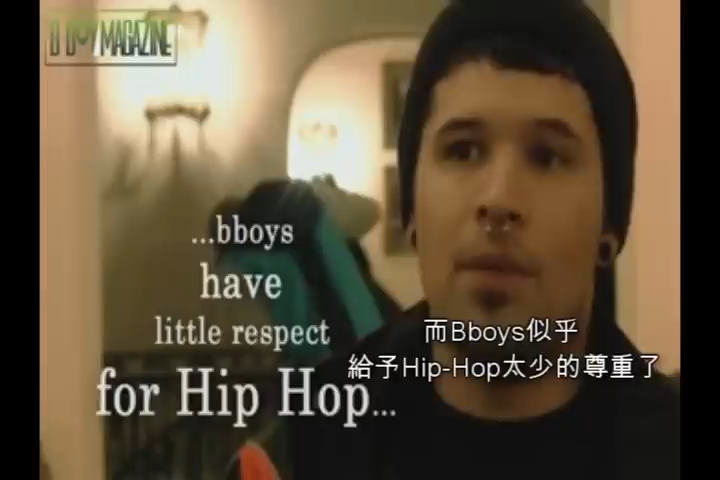 B BOY MAGAZINE
...bboys
have
little respect
for Hip Hop...
而Bboys似乎
給予Hip-Hop太少的尊重了